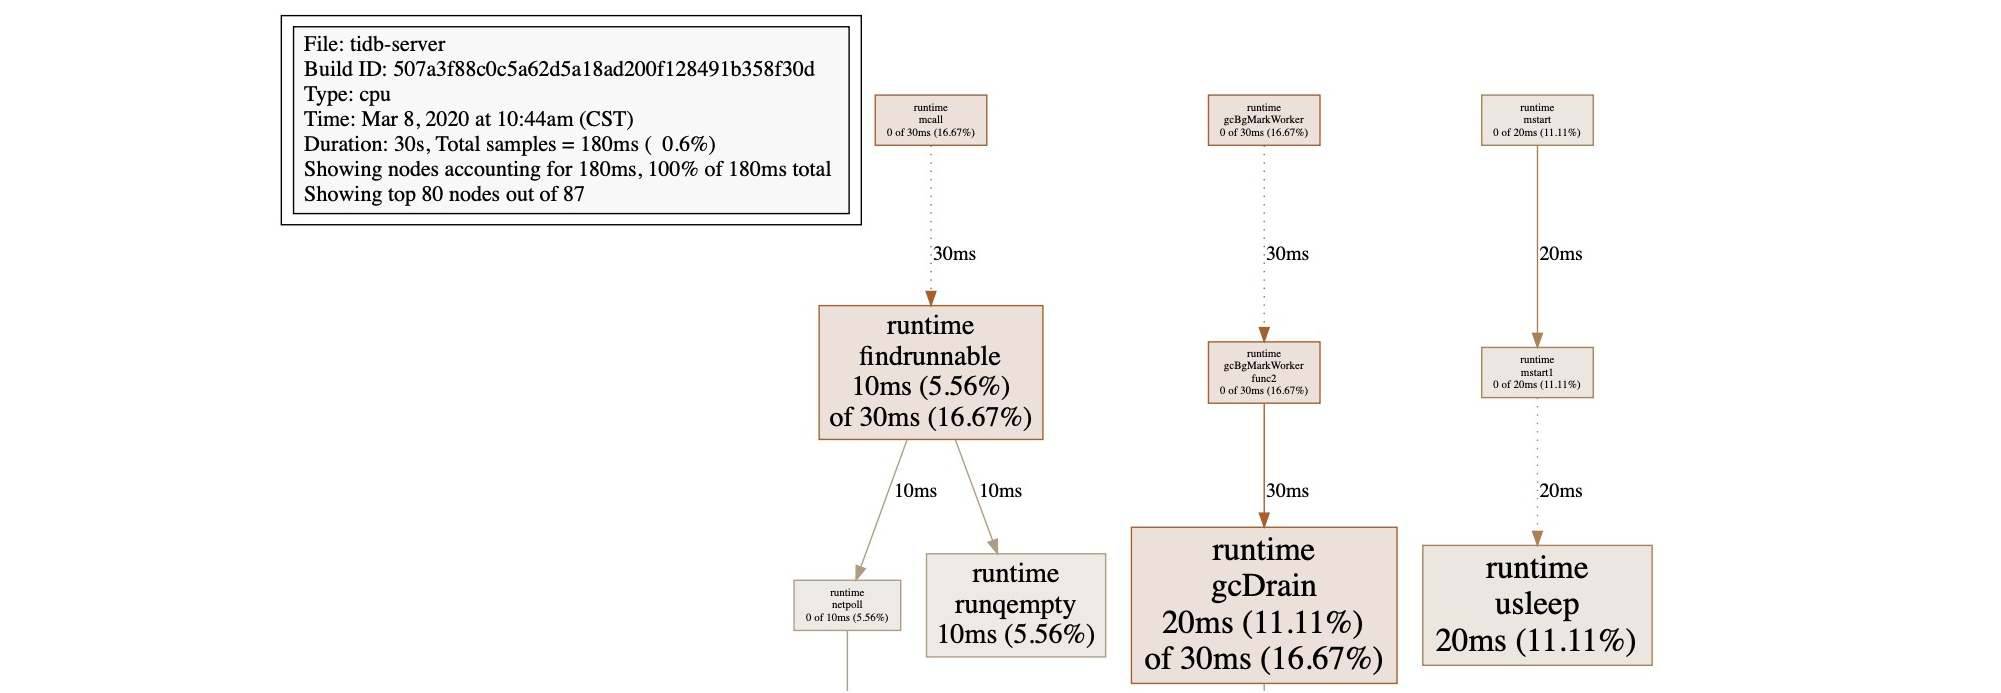 File: tidb-server
Build ID: 507a3f88c0c5a62d5a18ad200f128491b358f30d
Type: cpu
Time: Mar 8, 2020 at 10:44am (CST)
Duration: 30s, Total samples = 180ms (  0.6%)
Showing nodes accounting for 180ms, 100% of 180ms total
Showing top 80 nodes out of 87
runtime
mcall
0 of 30ms (16.67%)
runtime
gcBgMarkWorker
0 of 30ms (16.67%)
runtime
mstart
0 of 20ms (11.11%)
30ms
30ms
20ms
runtime
findrunnable
10ms (5.56%)
of 30ms (16.67%)
runtime
gcBgMarkWorker
func2
0 of 30ms (16.67%)
runtime
mstart1
0 of 20ms (11.11%)
10ms
10ms
30ms
20ms
runtime
netpoll
0 of 10ms (5.56%)
runtime
runqempty
10ms (5.56%)
runtime
gcDrain
20ms (11.11%)
of 30ms (16.67%)
runtime
usleep
20ms (11.11%)